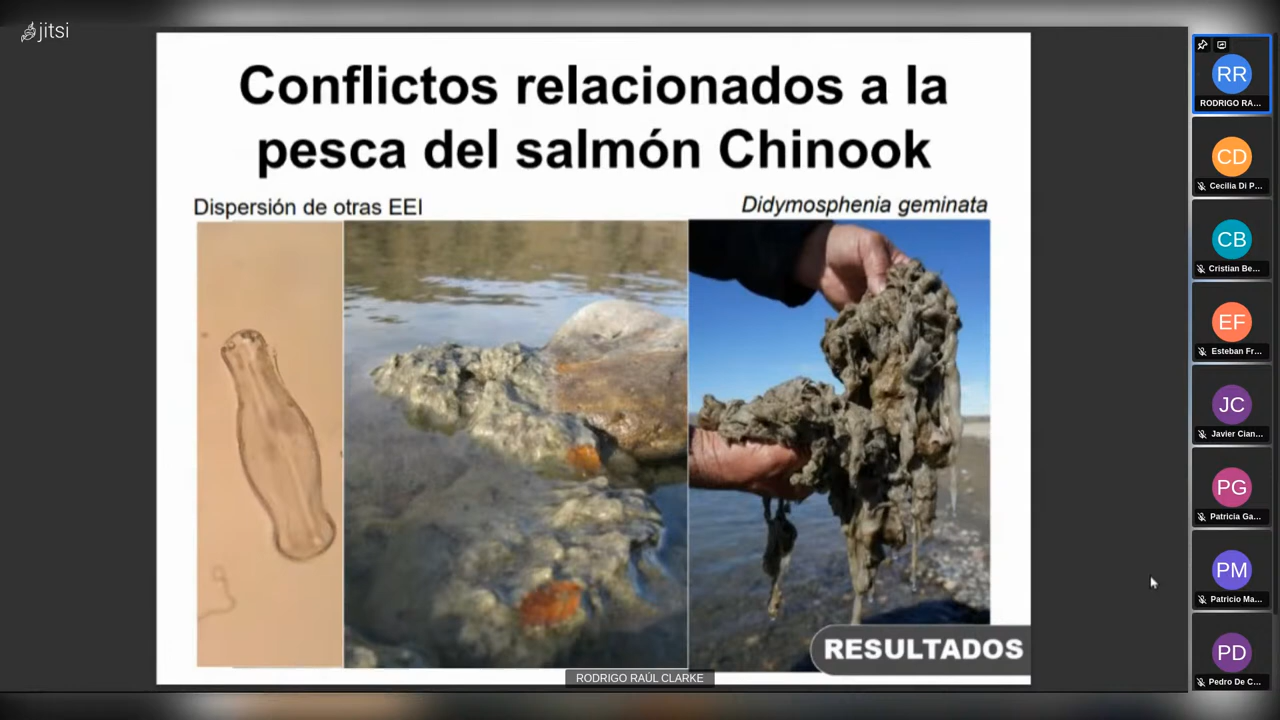 jitsi
Conflictos relacionados a la
pesca del salmón Chinook
Dispersión de otras EEI
Didymosphenia geminata
RESULTADOS
RODRIGO RAÚL CLARKE
RR
RODRIGO RA...
CD
Cecilia Di P...
CB
Cristian Be...
EF
Esteban Fr...
JC
Javier Cian...
PG
Patricia Ga...
PM
Patricio Ma...
PD
Pedro De C...